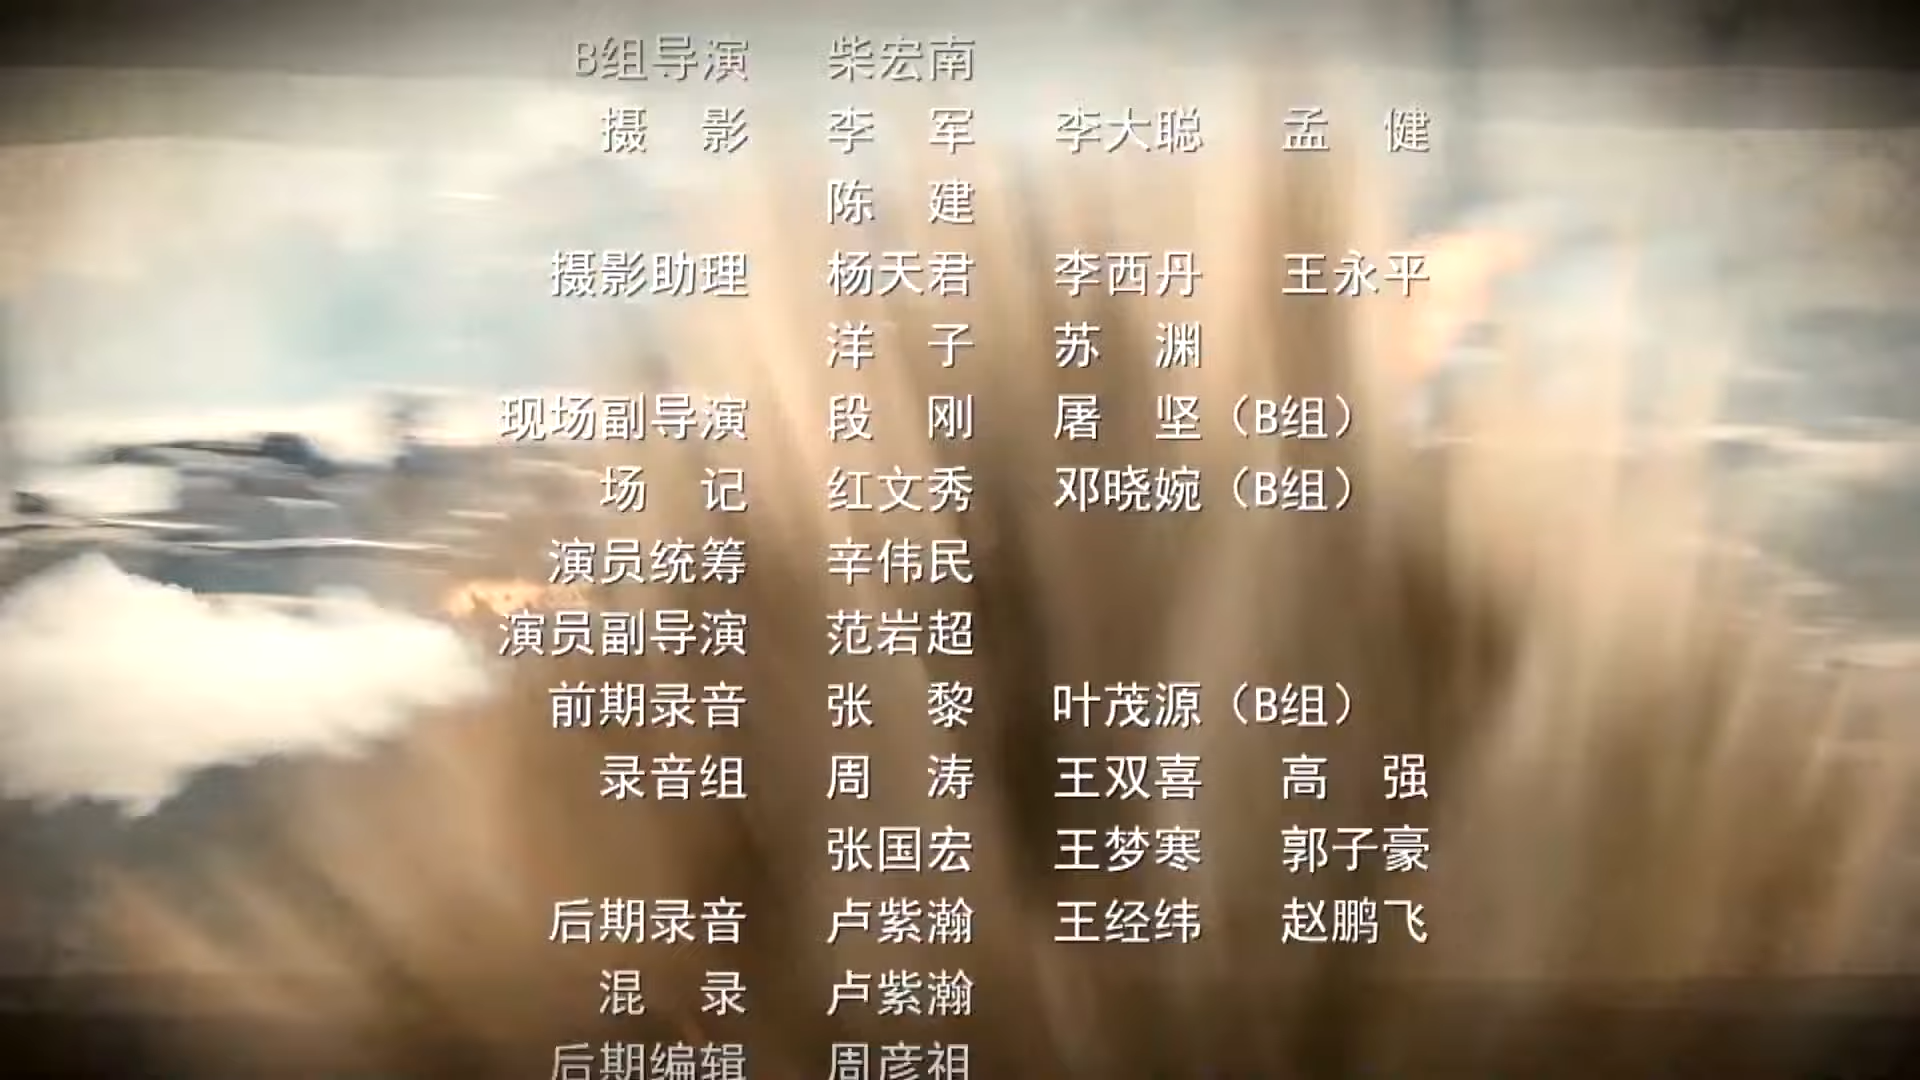 B组导演 柴宏南
摄 影 李 军 李大聪 孟 健
陈 建
摄影助理 杨天君 李西丹 王永平
洋 子 苏 渊
现场副导演 段 刚 屠 坚（B组）
场 记 红文秀 邓晓婉（B组）
演员统筹 辛伟民
演员副导演 范岩超
前期录音 张 黎 叶茂源（B组）
录音组 周 涛 王双喜 高 强
张国宏 王梦寒 郭子豪
后期录音 卢紫瀚 王经纬 赵鹏飞
混 录 卢紫瀚
后期编辑 周彦祖